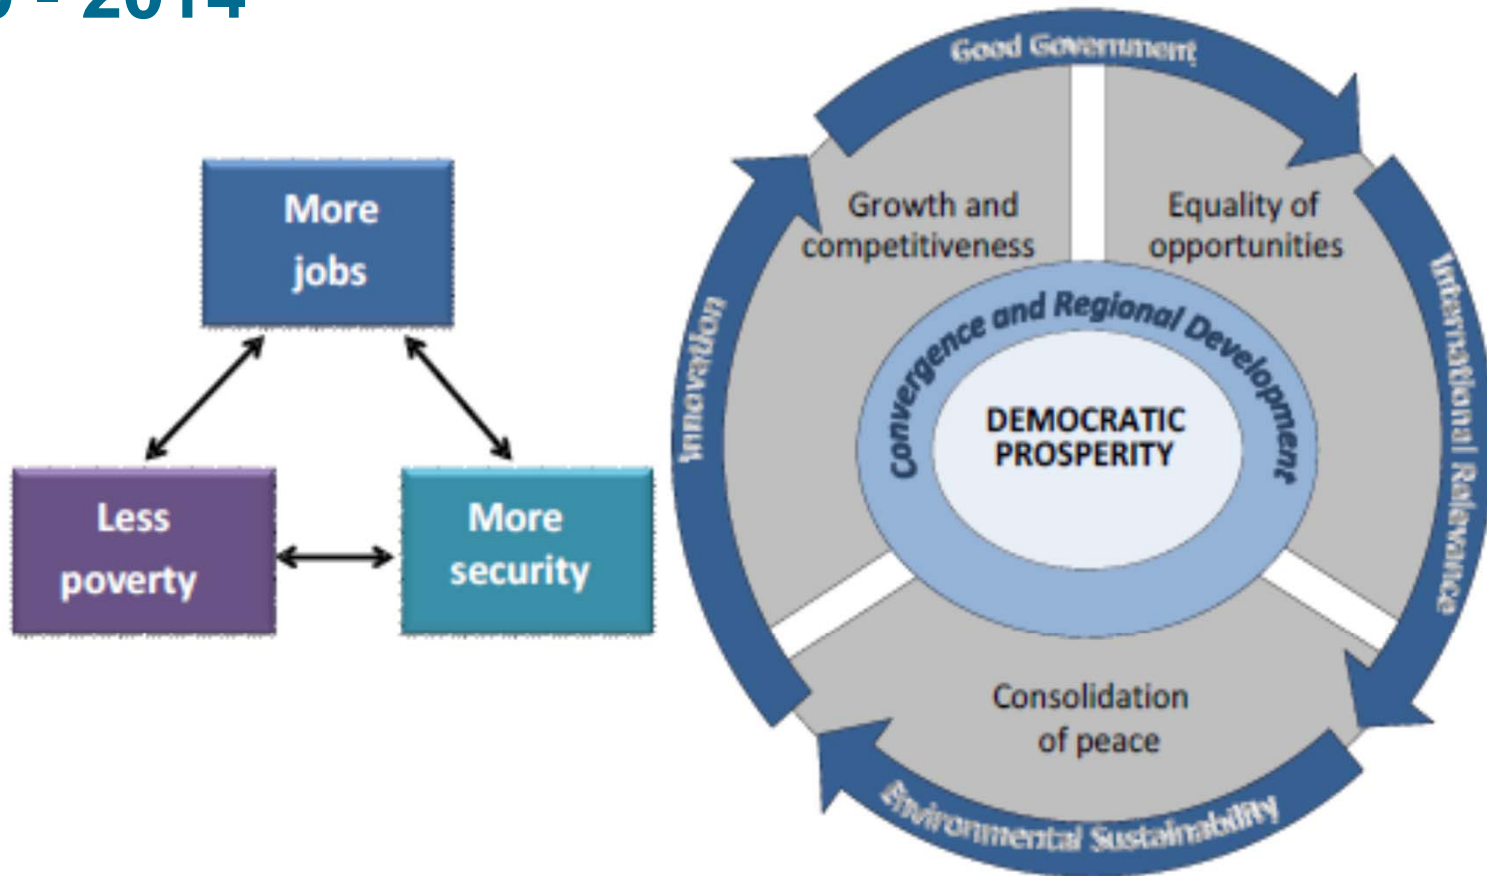 - 2014
More
jobs
Less
poverty
More
security
Good Government
Growth and
competitiveness
Equality of
opportunities
Innovation
International Relevance
Convergence and Regional Development
DEMOCRATIC
PROSPERITY
Consolidation
of peace
Environmental Sustainability